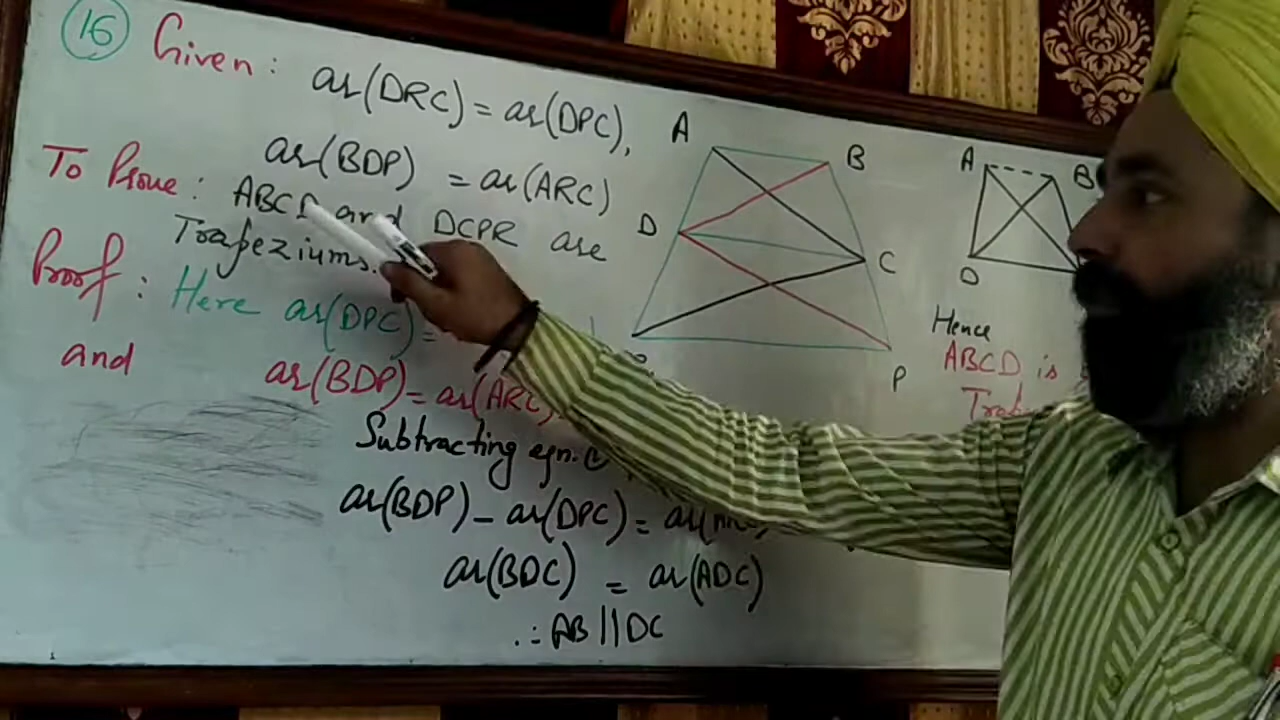 16 Given: ar(DRC) = ar(DPC),
ar(BDP) = ar(ARC)
To Prove: ABCD and DCPR are
Trapeziums.
Proof: Here ar(DPC) =
and ar(BDP) = ar(ARC)
Subtracting eqn.
ar(BDP) - ar(DPC) =
ar(BDC) = ar(ADC)
∴ AB || DC
A B
D C
P
A B
D
Hence
ABCD is